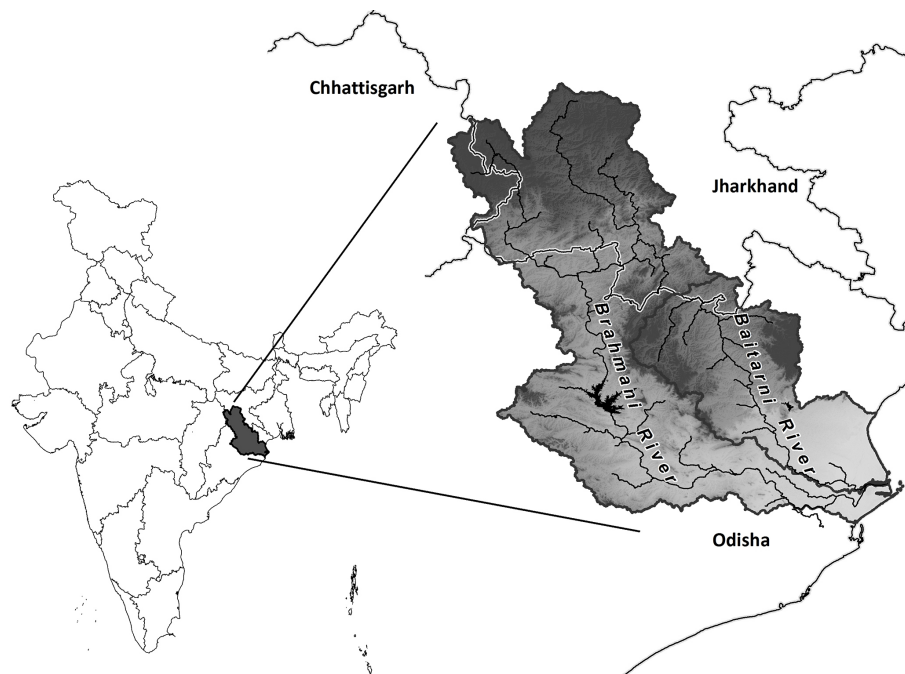 Chhattisgarh
Jharkhand
Brahmani River
Baitarni River
Odisha